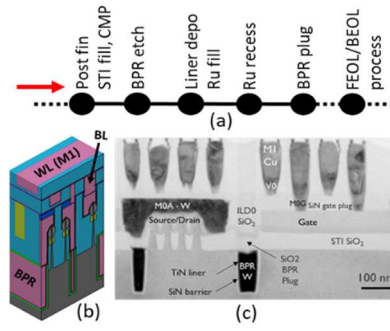 Post fin
STI fill, CMP
BPR etch
Liner depo
Ru fill
Ru recess
BPR plug
FEOL/BEOL
process
(a)
WL (M1)
BL
BPR
(b)
M1
Cu
V0
M0A - W
Source/Drain
ILD0
SiO2
M0G
SiN gate plug
Gate
STI SiO2
TiN liner
SiN barrier
BPR
W
SiO2
BPR
Plug
100 nm
(c)